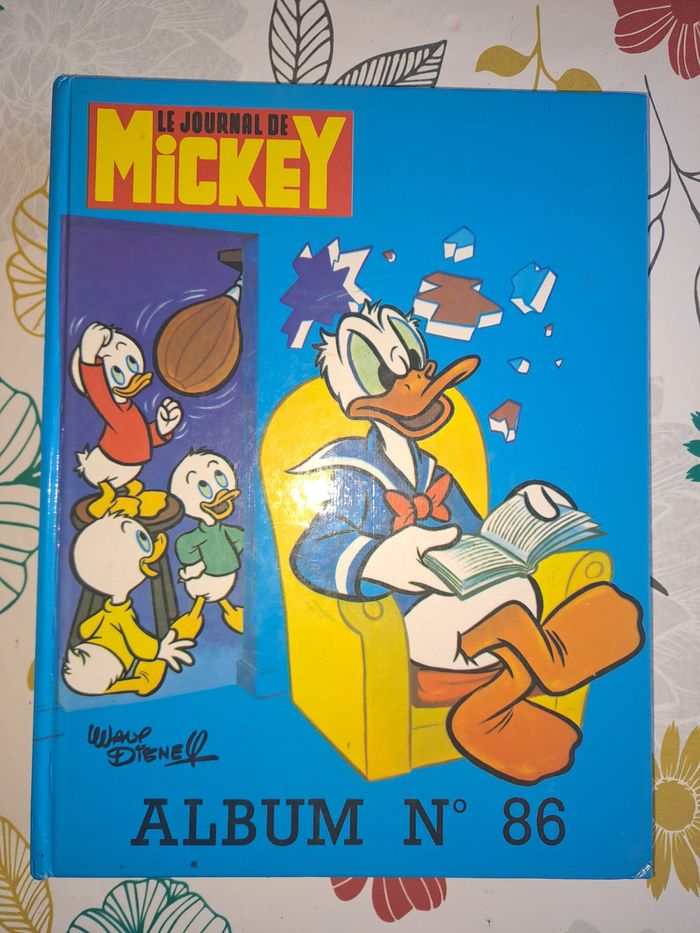 LE JOURNAL DE
MiCKEY
WALT
DISNEY
ALBUM N° 86